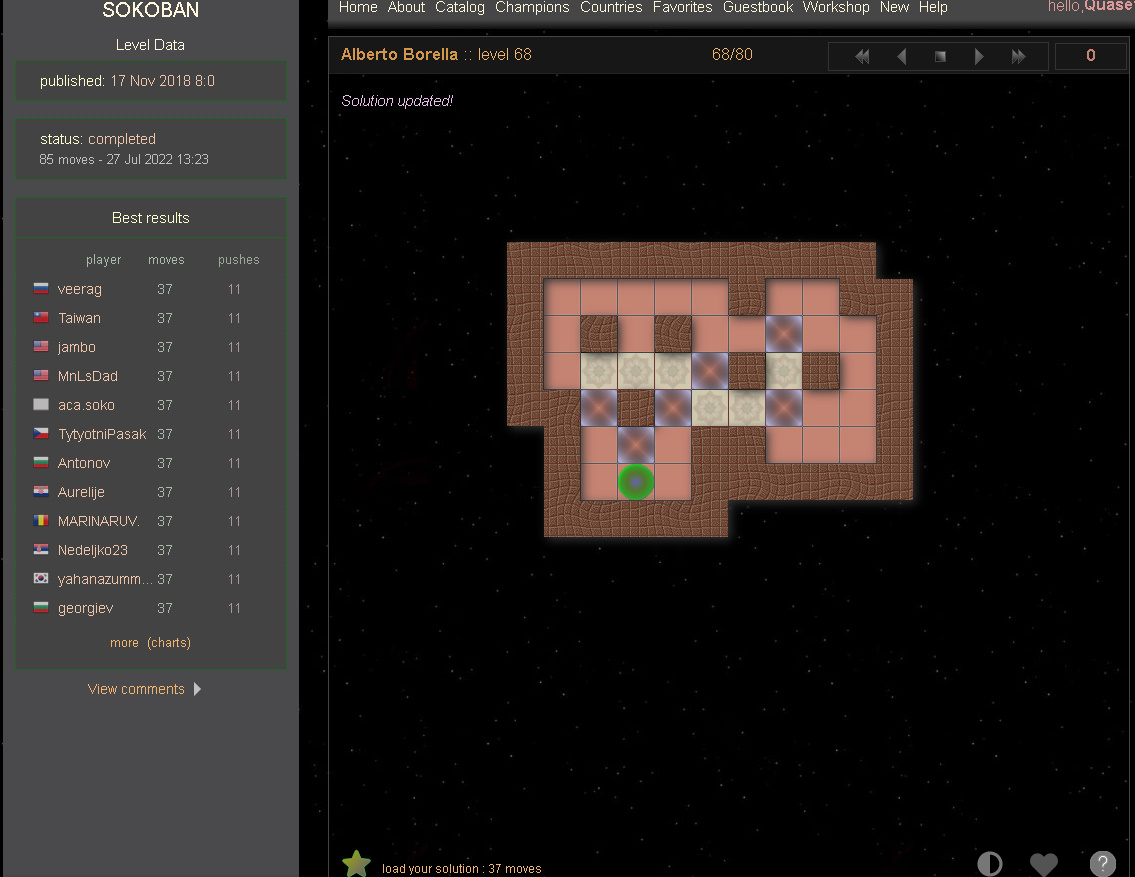 SOKOBAN
Level Data
published: 17 Nov 2018 8:0
status: completed
85 moves - 27 Jul 2022 13:23
Best results
player moves pushes
veerag 37 11
Taiwan 37 11
jambo 37 11
MnLsDad 37 11
aca.soko 37 11
TytyotniPasak 37 11
Antonov 37 11
Aurelije 37 11
MARINARUV. 37 11
Nedeljko23 37 11
yahanazumm... 37 11
georgiev 37 11
more (charts)
View comments
Home About Catalog Champions Countries Favorites Guestbook Workshop New Help hello,Quase
Alberto Borella :: level 68 68/80 0
Solution updated!
load your solution : 37 moves
?